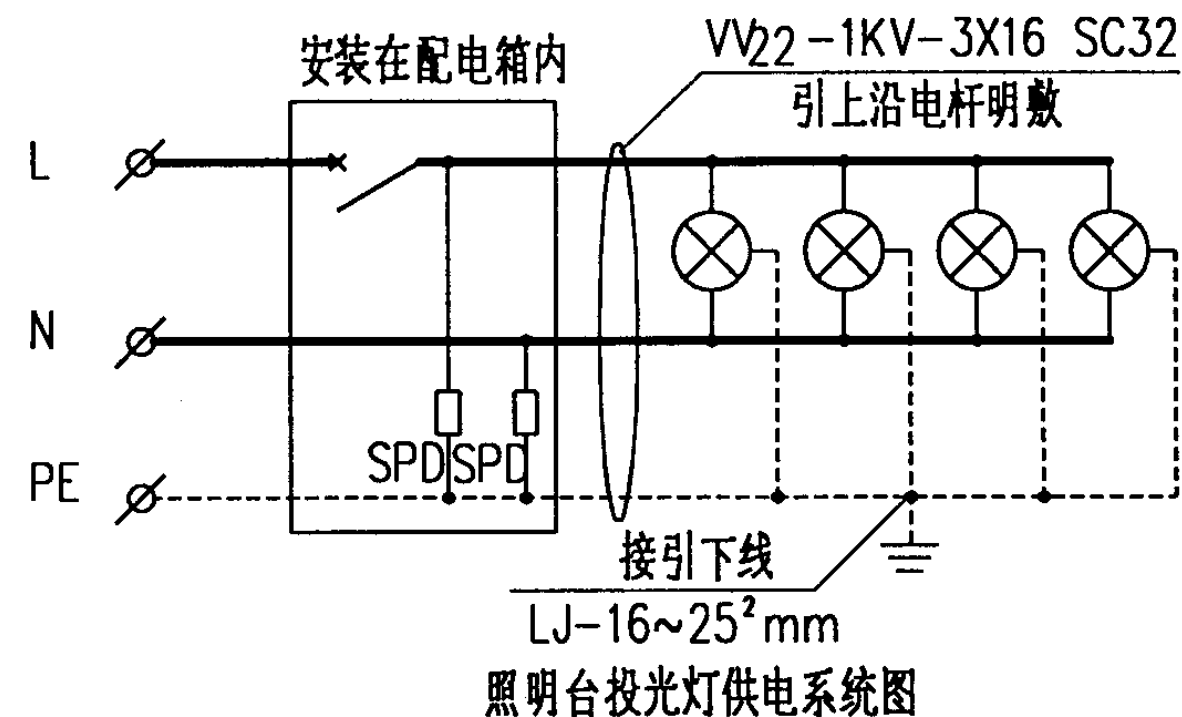 安装在配电箱内
VV22-1KV-3X16 SC32
引上沿电杆明敷
L
N
SPD SPD
PE
接引下线
LJ-16~25²mm
照明台投光灯供电系统图